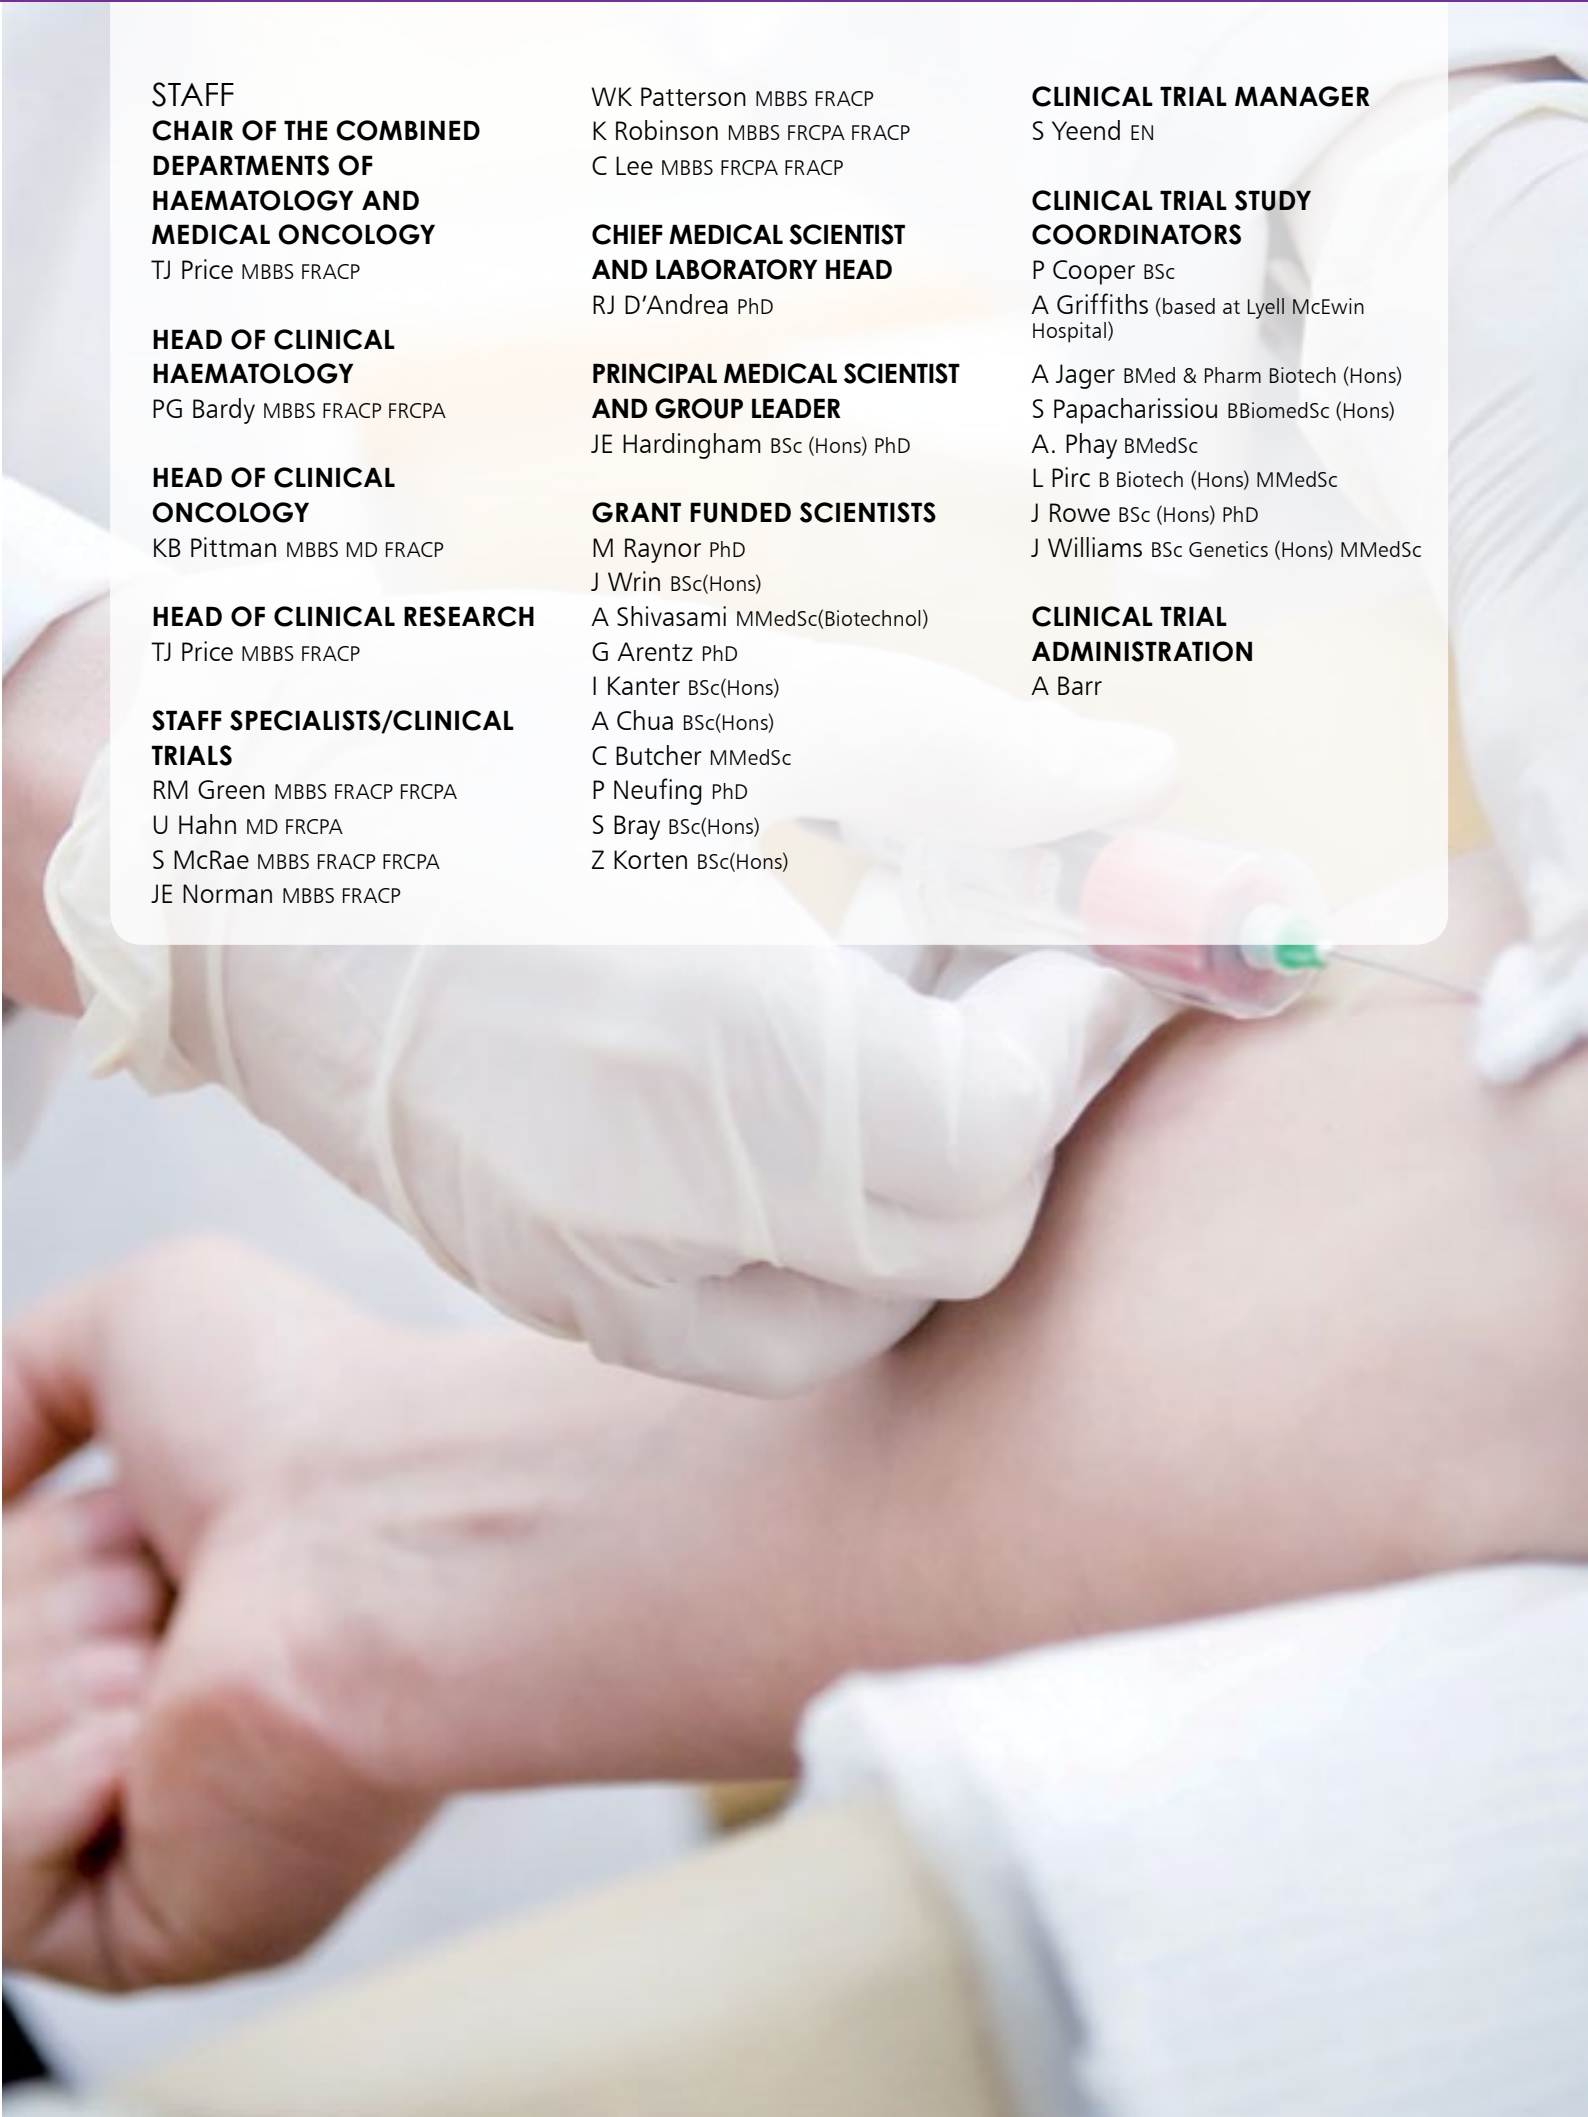 STAFF
CHAIR OF THE COMBINED
DEPARTMENTS OF
HAEMATOLOGY AND
MEDICAL ONCOLOGY
TJ Price MBBS FRACP
HEAD OF CLINICAL
HAEMATOLOGY
PG Bardy MBBS FRACP FRCPA
HEAD OF CLINICAL
ONCOLOGY
KB Pittman MBBS MD FRACP
HEAD OF CLINICAL RESEARCH
TJ Price MBBS FRACP
STAFF SPECIALISTS/CLINICAL
TRIALS
RM Green MBBS FRACP FRCPA
U Hahn MD FRCPA
S McRae MBBS FRACP FRCPA
JE Norman MBBS FRACP
WK Patterson MBBS FRACP
K Robinson MBBS FRCPA FRACP
C Lee MBBS FRCPA FRACP
CHIEF MEDICAL SCIENTIST
AND LABORATORY HEAD
RJ D’Andrea PhD
PRINCIPAL MEDICAL SCIENTIST
AND GROUP LEADER
JE Hardingham BSc (Hons) PhD
GRANT FUNDED SCIENTISTS
M Raynor PhD
J Wrin BSc(Hons)
A Shivasami MMedSc(Biotechnol)
G Arentz PhD
I Kanter BSc(Hons)
A Chua BSc(Hons)
C Butcher MMedSc
P Neufing PhD
S Bray BSc(Hons)
Z Korten BSc(Hons)
CLINICAL TRIAL MANAGER
S Yeend EN
CLINICAL TRIAL STUDY
COORDINATORS
P Cooper BSc
A Griffiths (based at Lyell McEwin
Hospital)
A Jager BMed & Pharm Biotech (Hons)
S Papacharissiou BBiomedSc (Hons)
A. Phay BMedSc
L Pirc B Biotech (Hons) MMedSc
J Rowe BSc (Hons) PhD
J Williams BSc Genetics (Hons) MMedSc
CLINICAL TRIAL
ADMINISTRATION
A Barr